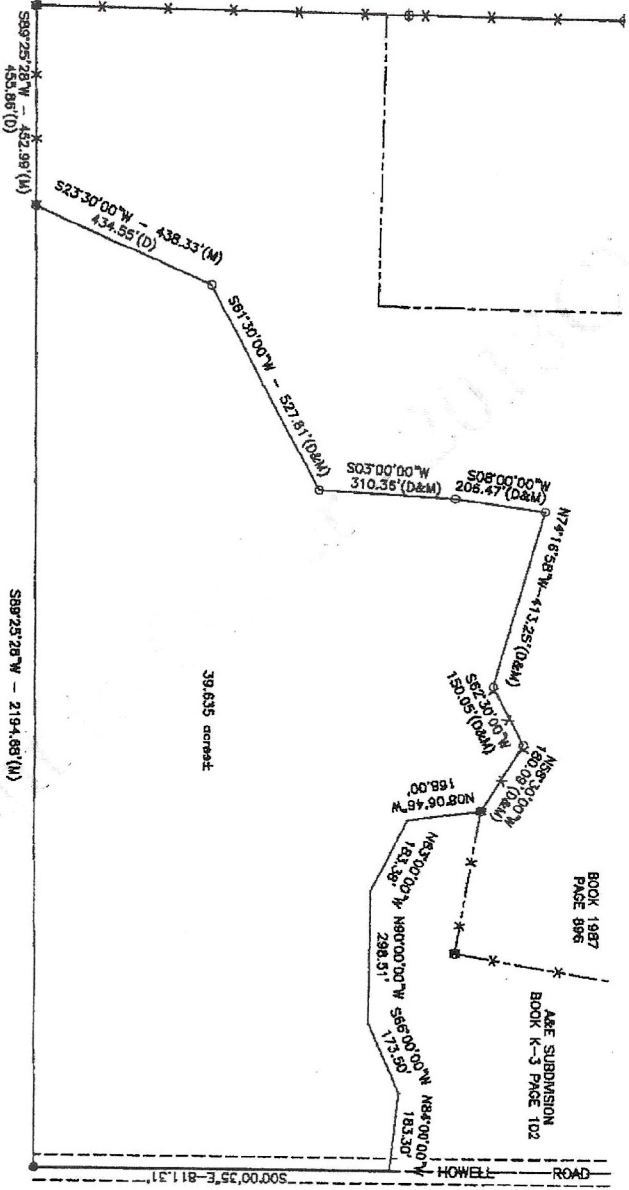 S89°25'28"W - 452.99'(M)
455.86'(D)
S23°30'00"W - 438.33'(M)
434.55'(D)
S61°30'00"W - 527.81'(D&M)
S03°00'00"W
310.35'(D&M)
S08°00'00"W
206.47'(D&M)
N74°16'58"W-413.25'(D&M)
S62°30'00"W
150.05'(D&M)
N58°30'00"W
180.09'(D&M)
N08°06'46"W
168.00'
N63°00'00"W
183.38'
N90°00'00"W
298.51'
S66°00'00"W
173.50'
N84°00'00"W
183.30'
BOOK 1987
PAGE 896
A&E SUBDIVISION
BOOK K-3 PAGE 102
HOWELL ROAD
S00°00'35"E-811.31'
39.635 acres±
S89°25'28"W - 2194.68'(M)